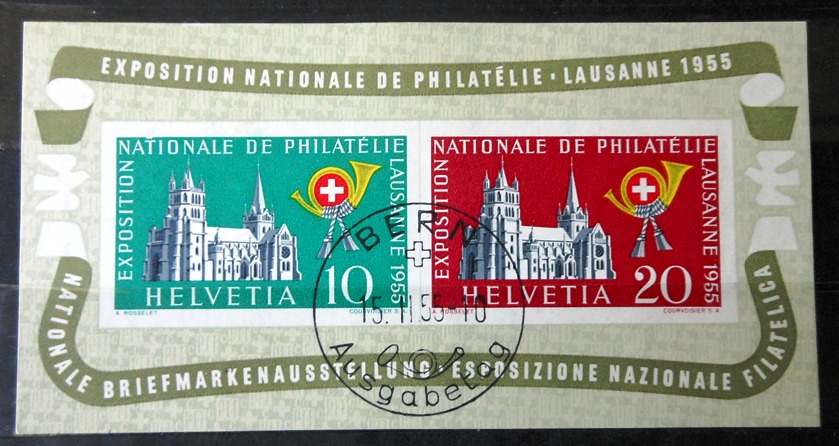 EXPOSITION NATIONALE DE PHILATÉLIE · LAUSANNE 1955
EXPOSITION
NATIONALE DE PHILATÉLIE
LAUSANNE 1955
HELVETIA 10
A. ROSSELET
COURVOISIER S.A.
EXPOSITION
NATIONALE DE PHILATÉLIE
LAUSANNE 1955
HELVETIA 20
A. ROSSELET
COURVOISIER S A
BERN
15.II.55-10
Ausgabetag
NATIONALE BRIEFMARKENAUSSTELLUNG · ESPOSIZIONE NAZIONALE FILATELICA